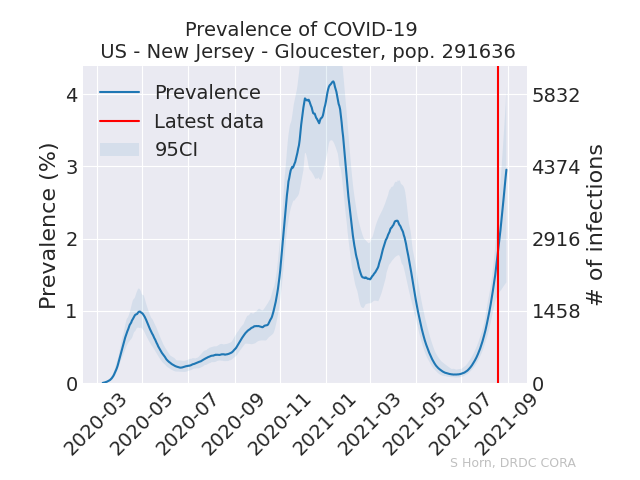 Prevalence of COVID-19
US - New Jersey - Gloucester, pop. 291636
Prevalence
Latest data
95CI
Prevalence (%)
4
3
2
1
0
5832
4374
2916
1458
0
# of infections
2020-03
2020-05
2020-07
2020-09
2020-11
2021-01
2021-03
2021-05
2021-07
2021-09
S Horn, DRDC CORA